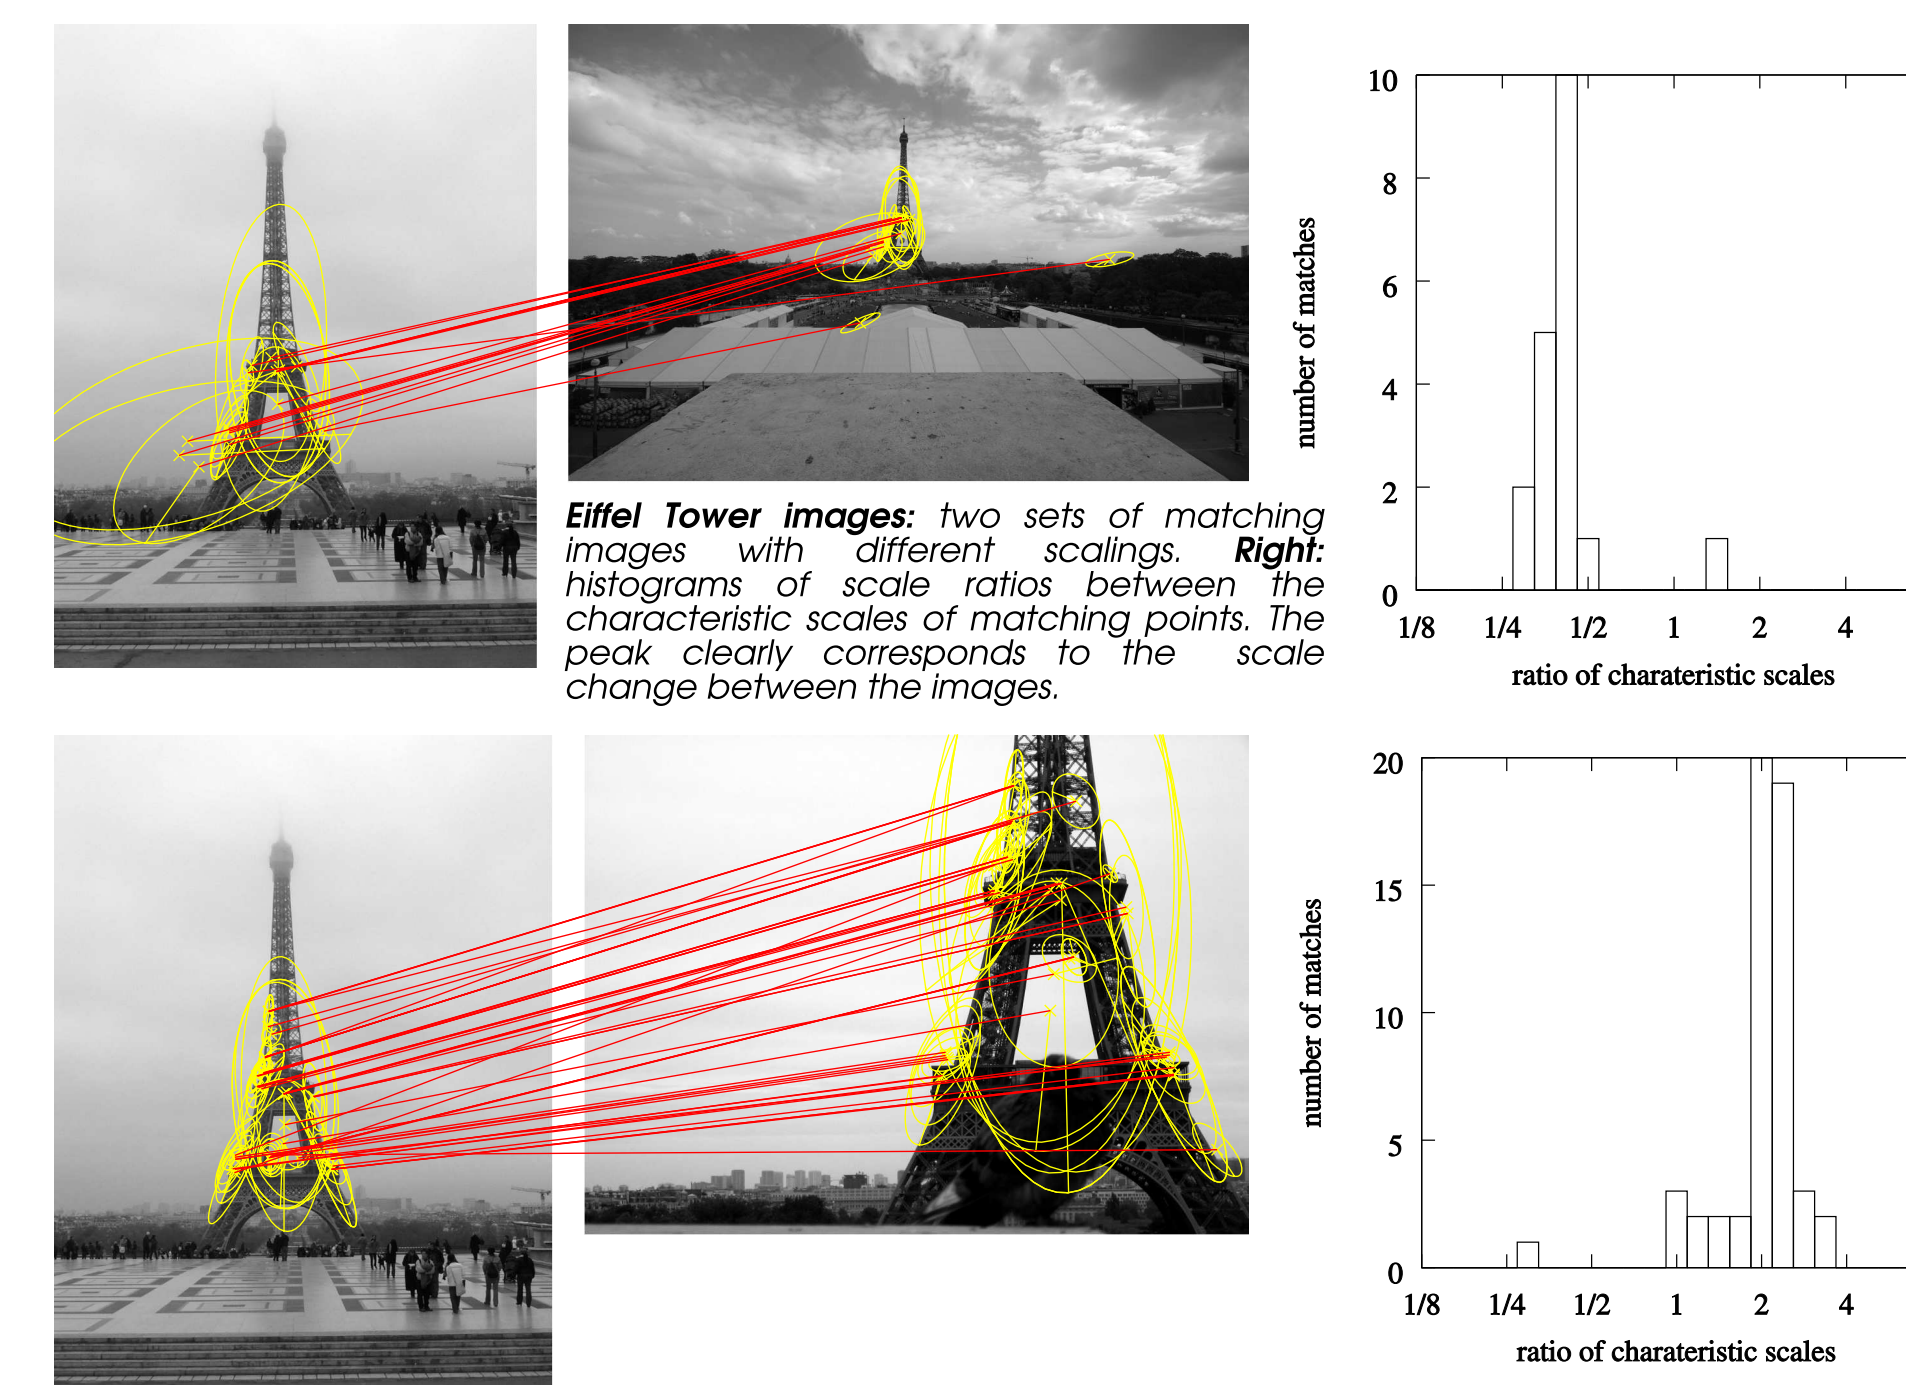 10
8
6
4
2
0
number of matches
1/8 1/4 1/2 1 2 4
ratio of charateristic scales
Eiffel Tower images: two sets of matching
images with different scalings. Right:
histograms of scale ratios between the
characteristic scales of matching points. The
peak clearly corresponds to the scale
change between the images.
20
15
10
5
0
number of matches
1/8 1/4 1/2 1 2 4
ratio of charateristic scales